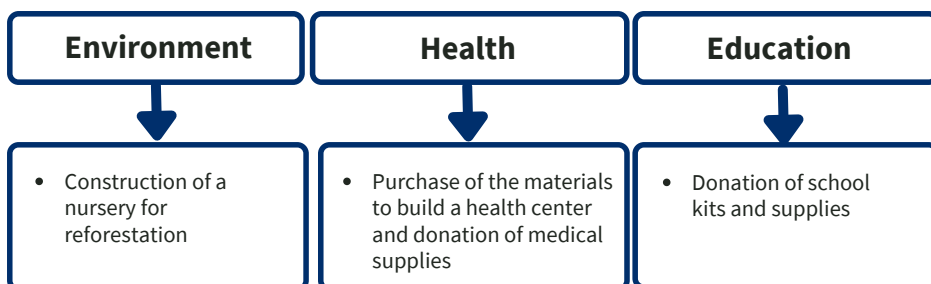 Environment
Health
Education
• Construction of a
nursery for
reforestation
• Purchase of the materials
to build a health center
and donation of medical
supplies
• Donation of school
kits and supplies